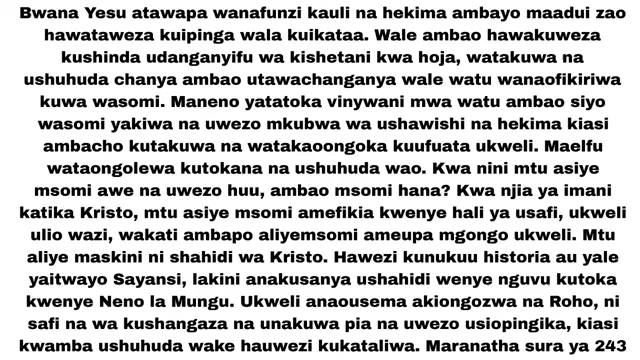 Bwana Yesu atawapa wanafunzi kauli na hekima ambayo maadui zao
hawataweza kuipinga wala kuikataa. Wale ambao hawakuweza
kushinda udanganyifu wa kishetani kwa hoja, watakuwa na
ushuhuda chanya ambao utawachanganya wale watu wanaofikiriwa
kuwa wasomi. Maneno yatatoka vinywani mwa watu ambao siyo
wasomi yakiwa na uwezo mkubwa wa ushawishi na hekima kiasi
ambacho kutakuwa na watakaoongoka kuufuata ukweli. Maelfu
wataongolewa kutokana na ushuhuda wao. Kwa nini mtu asiye
msomi awe na uwezo huu, ambao msomi hana? Kwa njia ya imani
katika Kristo, mtu asiye msomi amefikia kwenye hali ya usafi, ukweli
ulio wazi, wakati ambapo aliyemsomi ameupa mgongo ukweli. Mtu
aliye maskini ni shahidi wa Kristo. Hawezi kunukuu historia au yale
yaitwayo Sayansi, lakini anakusanya ushahidi wenye nguvu kutoka
kwenye Neno la Mungu. Ukweli anaousema akiongozwa na Roho, ni
safi na wa kushangaza na unakuwa pia na uwezo usiopingika, kiasi
kwamba ushuhuda wake hauwezi kukataliwa. Maranatha sura ya 243